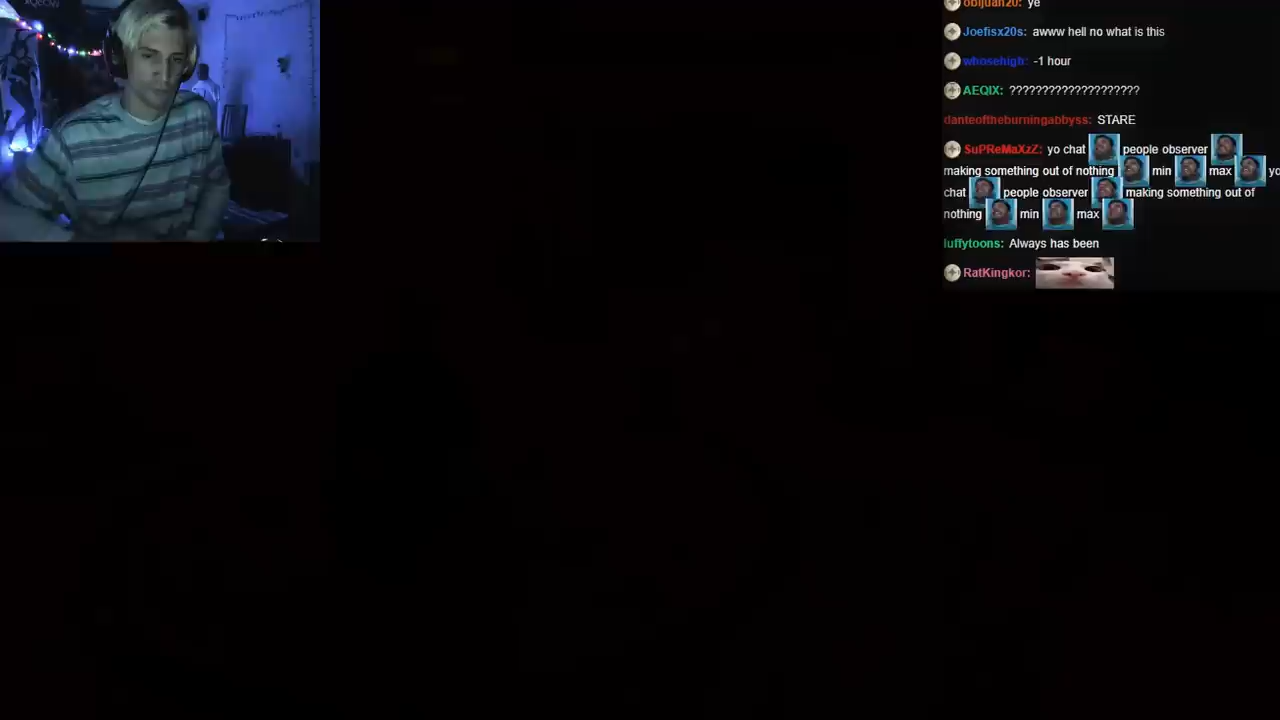 obijuan20: ye
Joefisx20s: awww hell no what is this
whosehigh: -1 hour
AEQIX: ????????????????????
danteoftheburningabbyss: STARE
SuPReMaXzZ: yo chat people observer
making something out of nothing min max yo
chat people observer making something out of
nothing min max
luffytoons: Always has been
RatKingkor: